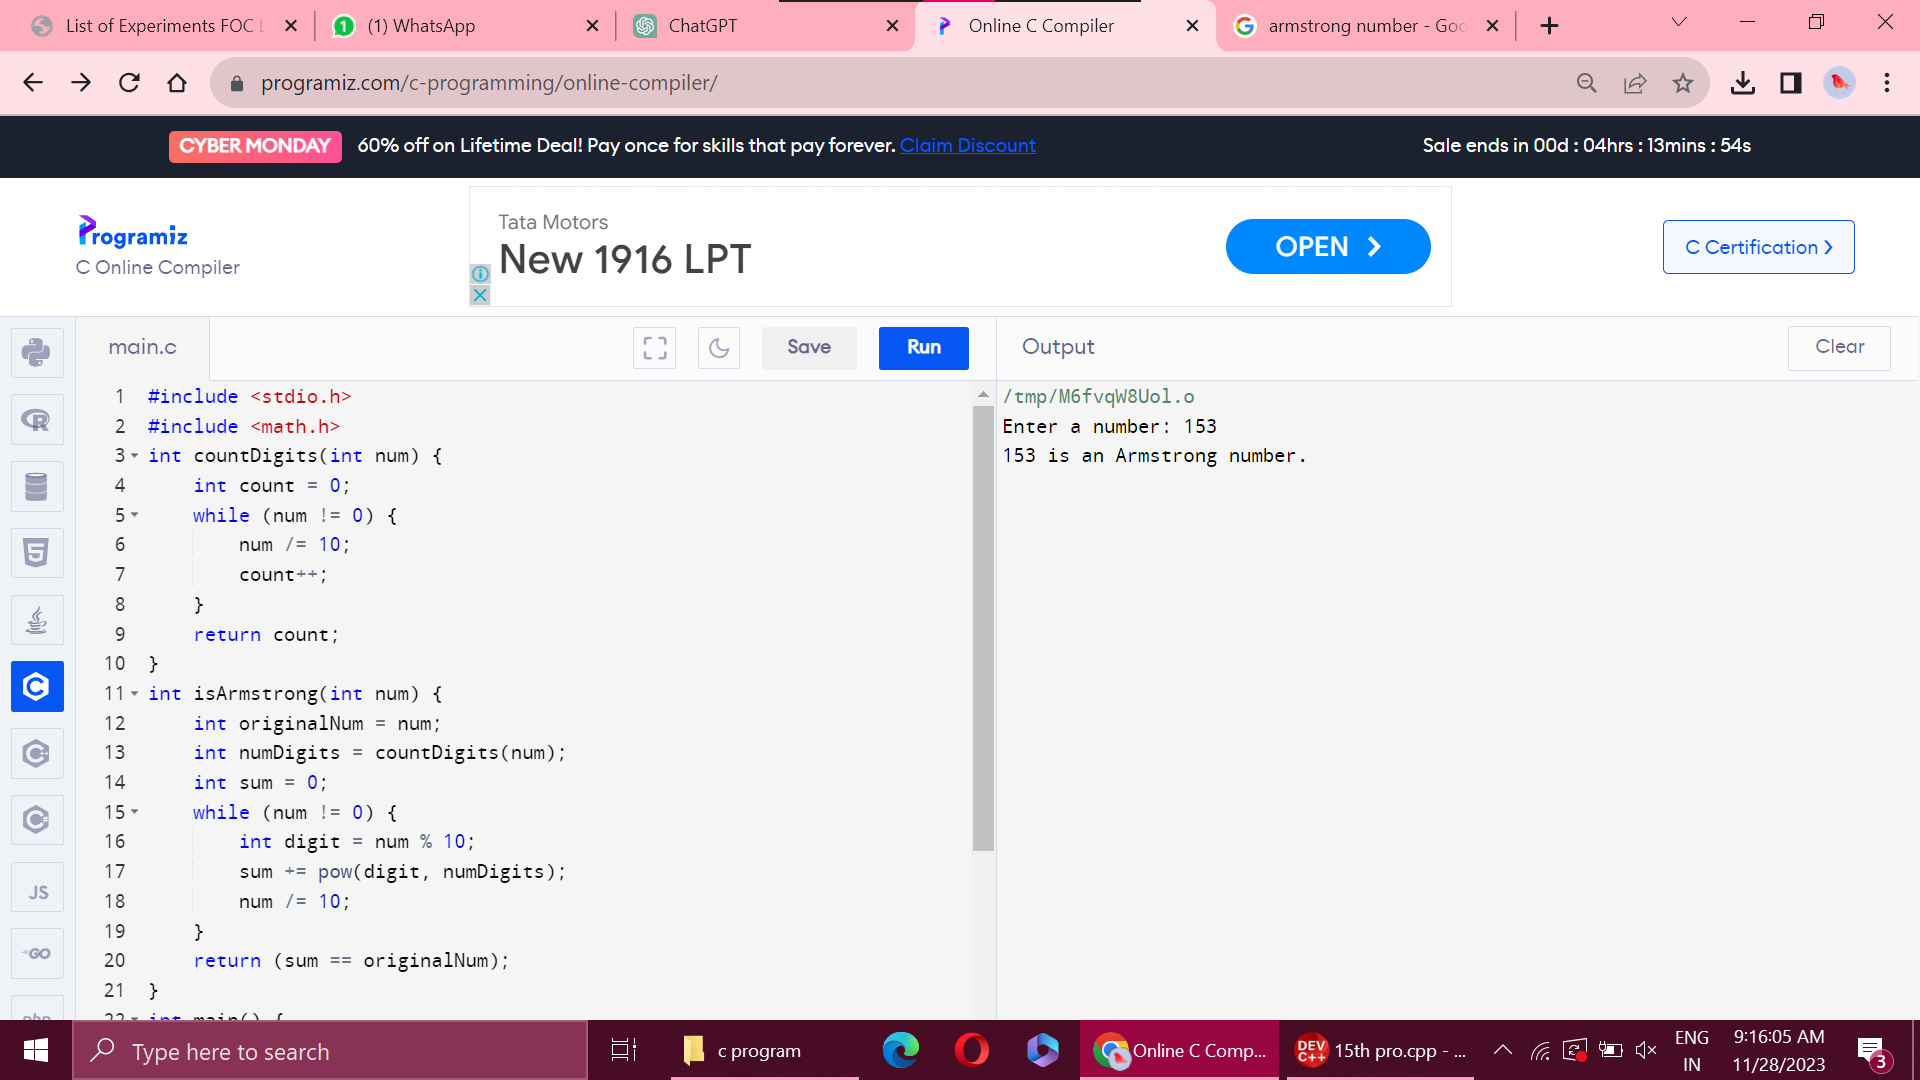 List of Experiments FOC L
(1) WhatsApp
ChatGPT
Online C Compiler
armstrong number - Goo
programiz.com/c-programming/online-compiler/
CYBER MONDAY 60% off on Lifetime Deal! Pay once for skills that pay forever. Claim Discount
Sale ends in 00d : 04hrs : 13mins : 54s
Programiz
C Online Compiler
Tata Motors
New 1916 LPT
OPEN
C Certification
main.c
Save
Run
Output
Clear
1 #include <stdio.h>
2 #include <math.h>
3 int countDigits(int num) {
4 int count = 0;
5 while (num != 0) {
6 num /= 10;
7 count++;
8 }
9 return count;
10 }
11 int isArmstrong(int num) {
12 int originalNum = num;
13 int numDigits = countDigits(num);
14 int sum = 0;
15 while (num != 0) {
16 int digit = num % 10;
17 sum += pow(digit, numDigits);
18 num /= 10;
19 }
20 return (sum == originalNum);
21 }
22 int main() {
/tmp/M6fvqW8Uol.o
Enter a number: 153
153 is an Armstrong number.
JS
GO
php
Type here to search
c program
Online C Comp...
DEV C++
15th pro.cpp - ...
ENG
IN
9:16:05 AM
11/28/2023
3